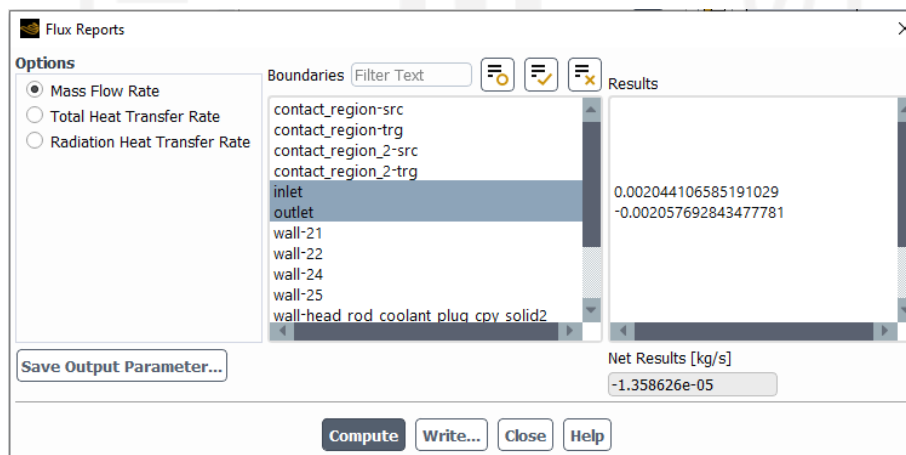 Flux Reports
Options
Mass Flow Rate
Total Heat Transfer Rate
Radiation Heat Transfer Rate
Save Output Parameter...
Boundaries Filter Text
contact_region-src
contact_region-trg
contact_region_2-src
contact_region_2-trg
inlet
outlet
wall-21
wall-22
wall-24
wall-25
wall-head_rod_coolant_plug_cpy_solid2
Results
0.002044106585191029
-0.002057692843477781
Net Results [kg/s]
-1.358626e-05
Compute Write... Close Help